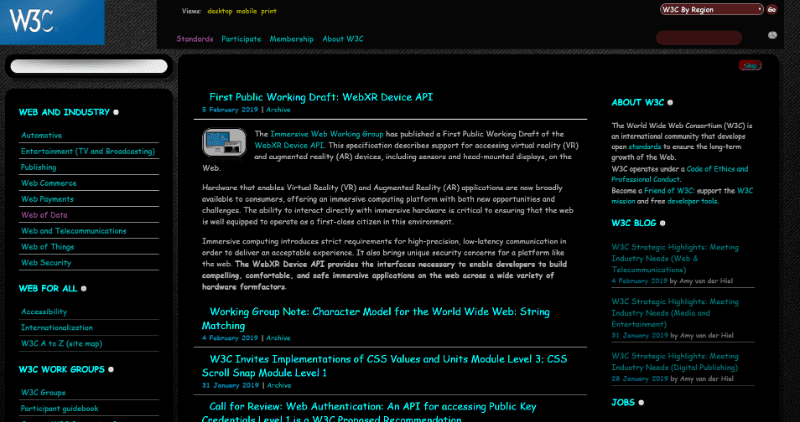 W3C
Views: desktop mobile print
W3C By Region
Go
Standards Participate Membership About W3C
Skip
WEB AND INDUSTRY
Automotive
Entertainment (TV and Broadcasting)
Publishing
Web Commerce
Web Payments
Web of Data
Web and Telecommunications
Web of Things
Web Security
WEB FOR ALL
Accessibility
Internationalization
W3C A to Z (site map)
W3C WORK GROUPS
W3C Groups
Participant guidebook
First Public Working Draft: WebXR Device API
5 February 2019 | Archive
The Immersive Web Working Group has published a First Public Working Draft of the
WebXR Device API. This specification describes support for accessing virtual reality (VR)
and augmented reality (AR) devices, including sensors and head-mounted displays, on the
Web.
Hardware that enables Virtual Reality (VR) and Augmented Reality (AR) applications are now broadly
available to consumers, offering an immersive computing platform with both new opportunities and
challenges. The ability to interact directly with immersive hardware is critical to ensuring that the web
is well equipped to operate as a first-class citizen in this environment.
Immersive computing introduces strict requirements for high-precision, low-latency communication in
order to deliver an acceptable experience. It also brings unique security concerns for a platform like
the web. The WebXR Device API provides the interfaces necessary to enable developers to build
compelling, comfortable, and safe immersive applications on the web across a wide variety of
hardware formfactors.
Working Group Note: Character Model for the World Wide Web: String
Matching
4 February 2019 | Archive
W3C Invites Implementations of CSS Values and Units Module Level 3; CSS
Scroll Snap Module Level 1
31 January 2019 | Archive
Call for Review: Web Authentication: An API for accessing Public Key
Credentials Level 1 is a W3C Proposed Recommendation
ABOUT W3C
The World Wide Web Consortium (W3C) is
an international community that develops
open standards to ensure the long-term
growth of the Web.
W3C operates under a Code of Ethics and
Professional Conduct.
Become a Friend of W3C: support the W3C
mission and free developer tools.
W3C BLOG
W3C Strategic Highlights: Meeting
Industry Needs (Web &
Telecommunications)
4 February 2019 by Amy van der Hiel
W3C Strategic Highlights: Meeting
Industry Needs (Media and
Entertainment)
31 January 2019 by Amy van der Hiel
W3C Strategic Highlights: Meeting
Industry Needs (Digital Publishing)
28 January 2019 by Amy van der Hiel
JOBS